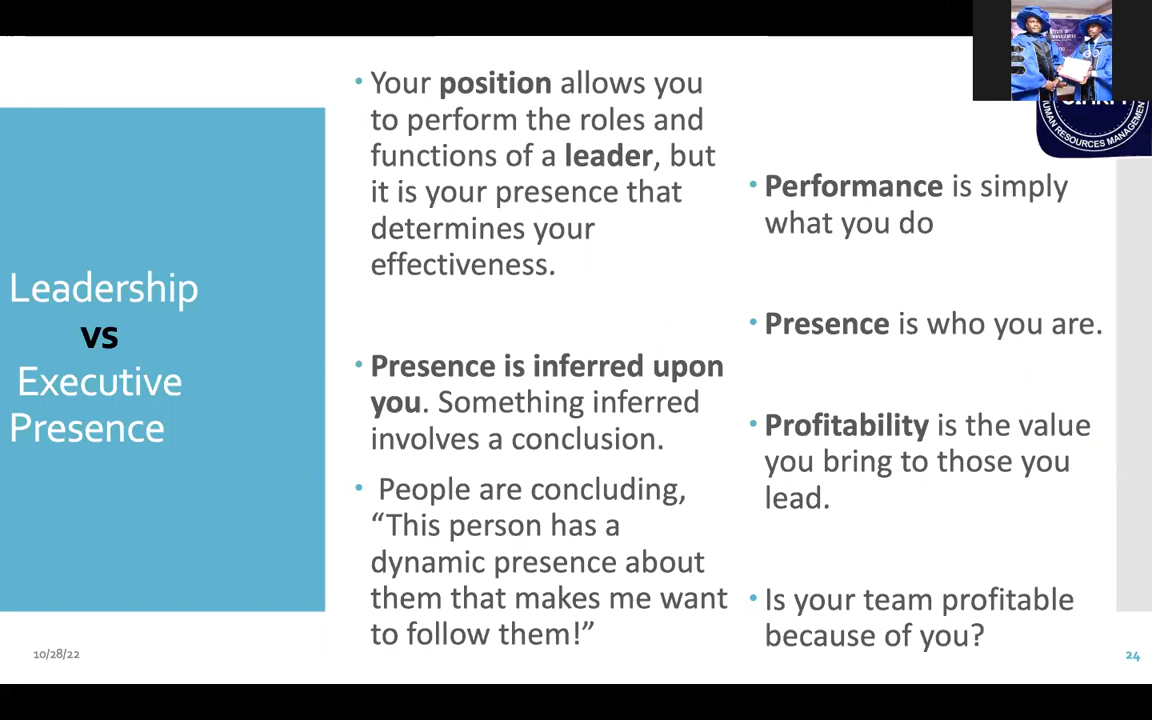 Leadership
vs
Executive
Presence
• Your position allows you
to perform the roles and
functions of a leader, but
it is your presence that
determines your
effectiveness.
• Presence is inferred upon
you. Something inferred
involves a conclusion.
• People are concluding,
“This person has a
dynamic presence about
them that makes me want
to follow them!”
• Performance is simply
what you do
• Presence is who you are.
• Profitability is the value
you bring to those you
lead.
• Is your team profitable
because of you?
HUMAN RESOURCES MANAGEMENT
10/28/22
24